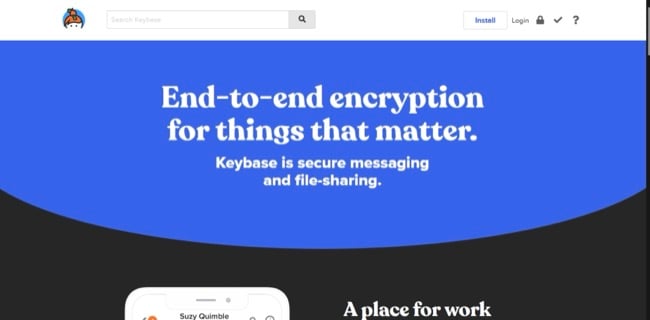 Search Keybase
Install
Login
?
End-to-end encryption
for things that matter.
Keybase is secure messaging
and file-sharing.
Suzy Quimble
A place for work